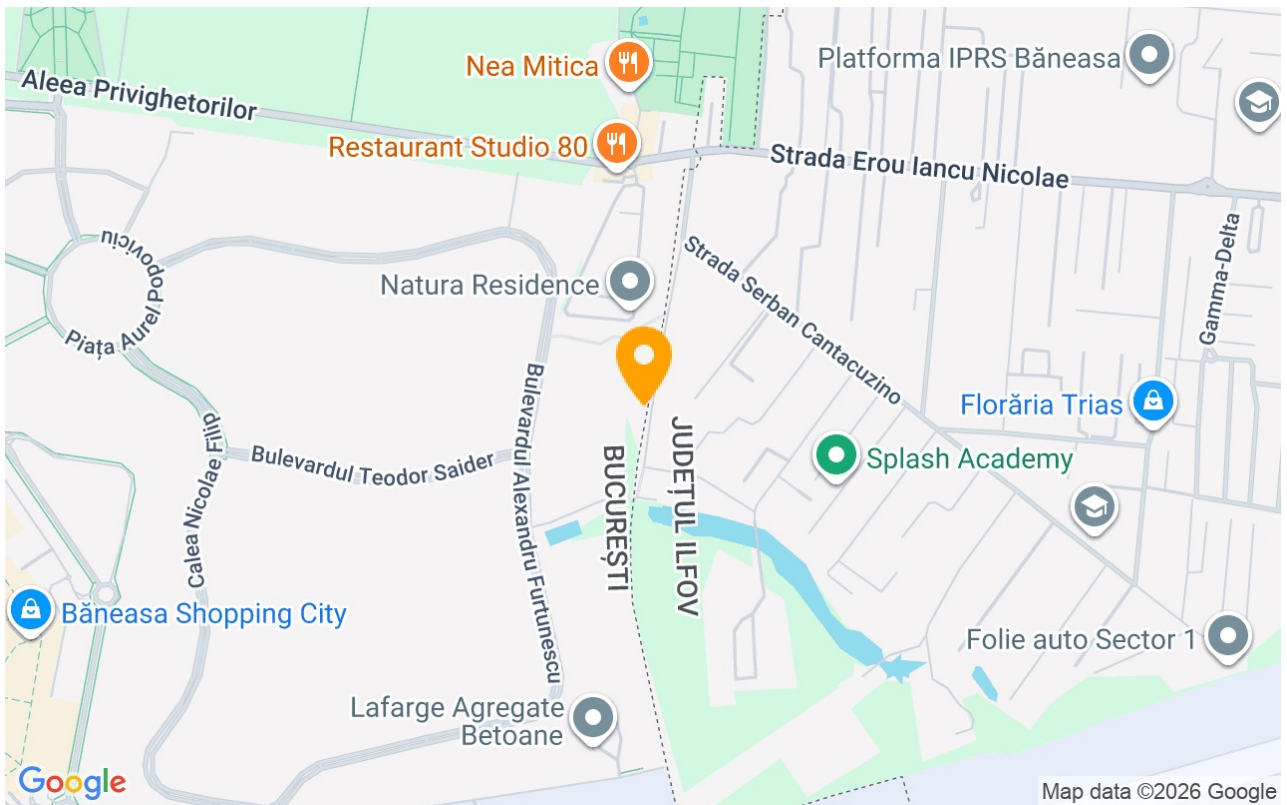 Nea Mitica
Platforma IPRS Băneasa
Aleea Privighetorilor
Restaurant Studio 80
Strada Erou Iancu Nicolae
Gamma-Delta
Piața Aurel Popoviciu
Natura Residence
Strada Serban Cantacuzino
Florăria Trias
Bulevardul Alexandru Furtunescu
Calea Nicolae Filip
Bulevardul Teodor Saider
Splash Academy
BUCUREȘTI
JUDEȚUL ILFOV
Băneasa Shopping City
Folie auto Sector 1
Lafarge Agregate
Betoane
Google
Map data ©2026 Google